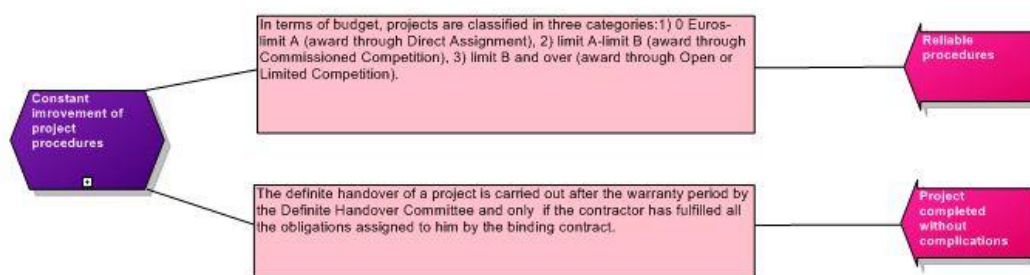 In terms of budget, projects are classified in three categories:1) 0 Euros-
limit A (award through Direct Assignment), 2) limit A-limit B (award through
Commissioned Competition), 3) limit B and over (award through Open or
Limited Competition).
Reliable
procedures
Constant
imrovement of
project
procedures
The definite handover of a project is carried out after the warranty period by
the Definite Handover Committee and only if the contractor has fulfilled all
the obligations assigned to him by the binding contract.
Project
completed
without
complications